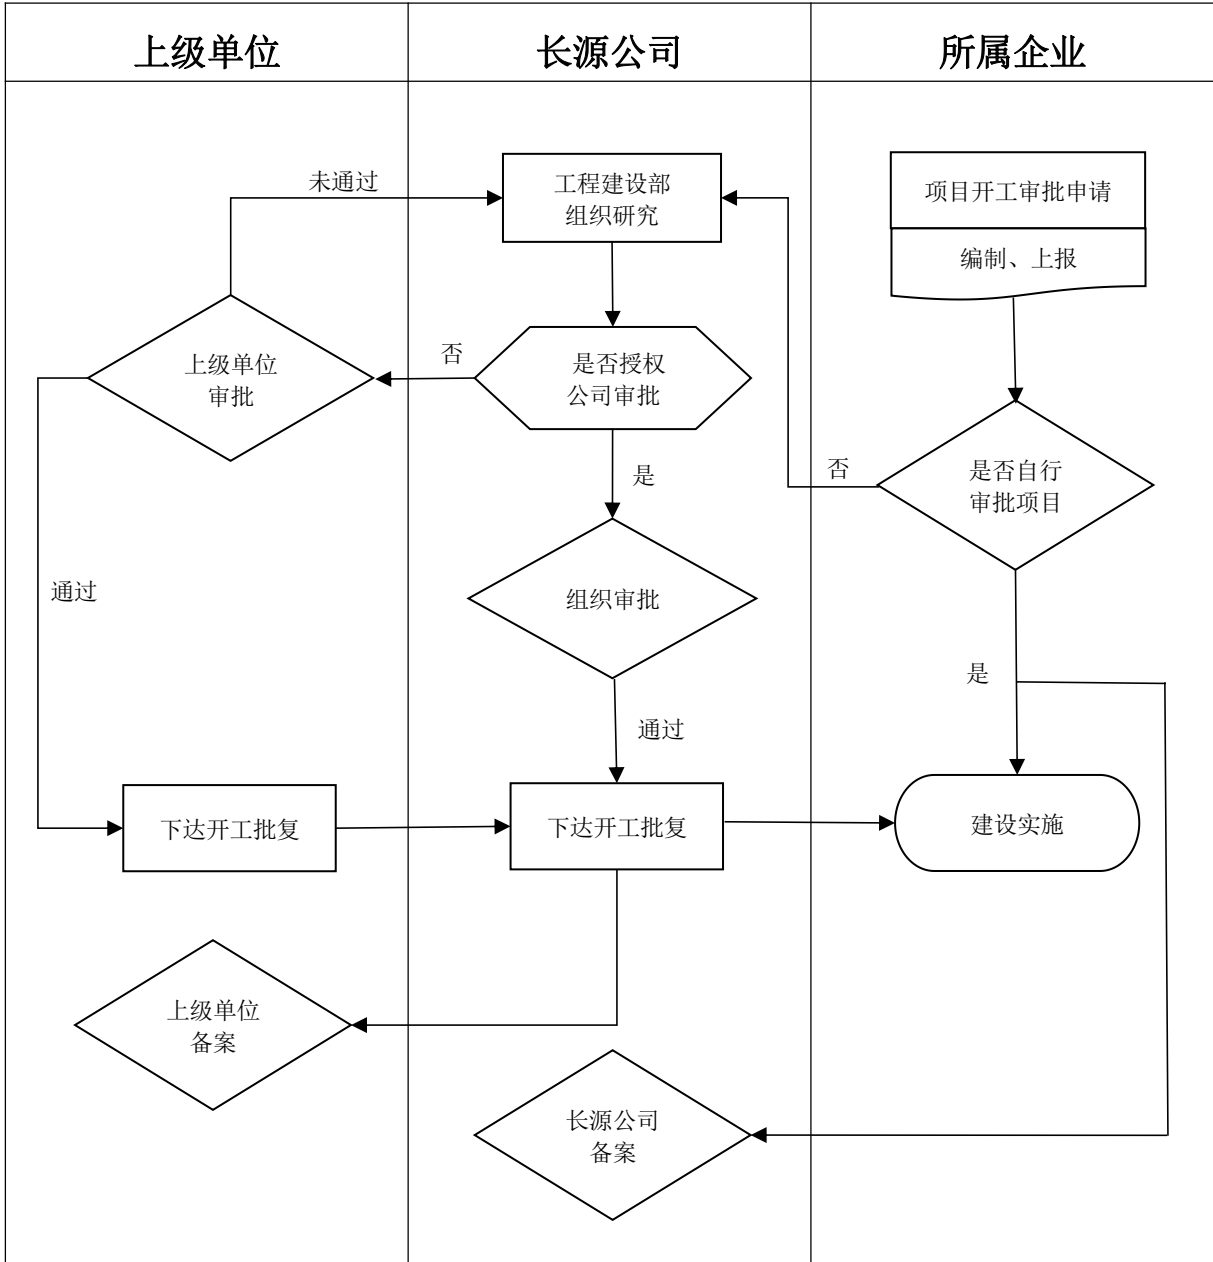 上级单位
长源公司
所属企业
未通过
工程建设部
组织研究
项目开工审批申请
编制、上报
上级单位
审批
否
是否授权
公司审批
是
否
是否自行
审批项目
通过
组织审批
是
通过
下达开工批复
下达开工批复
建设实施
上级单位
备案
长源公司
备案